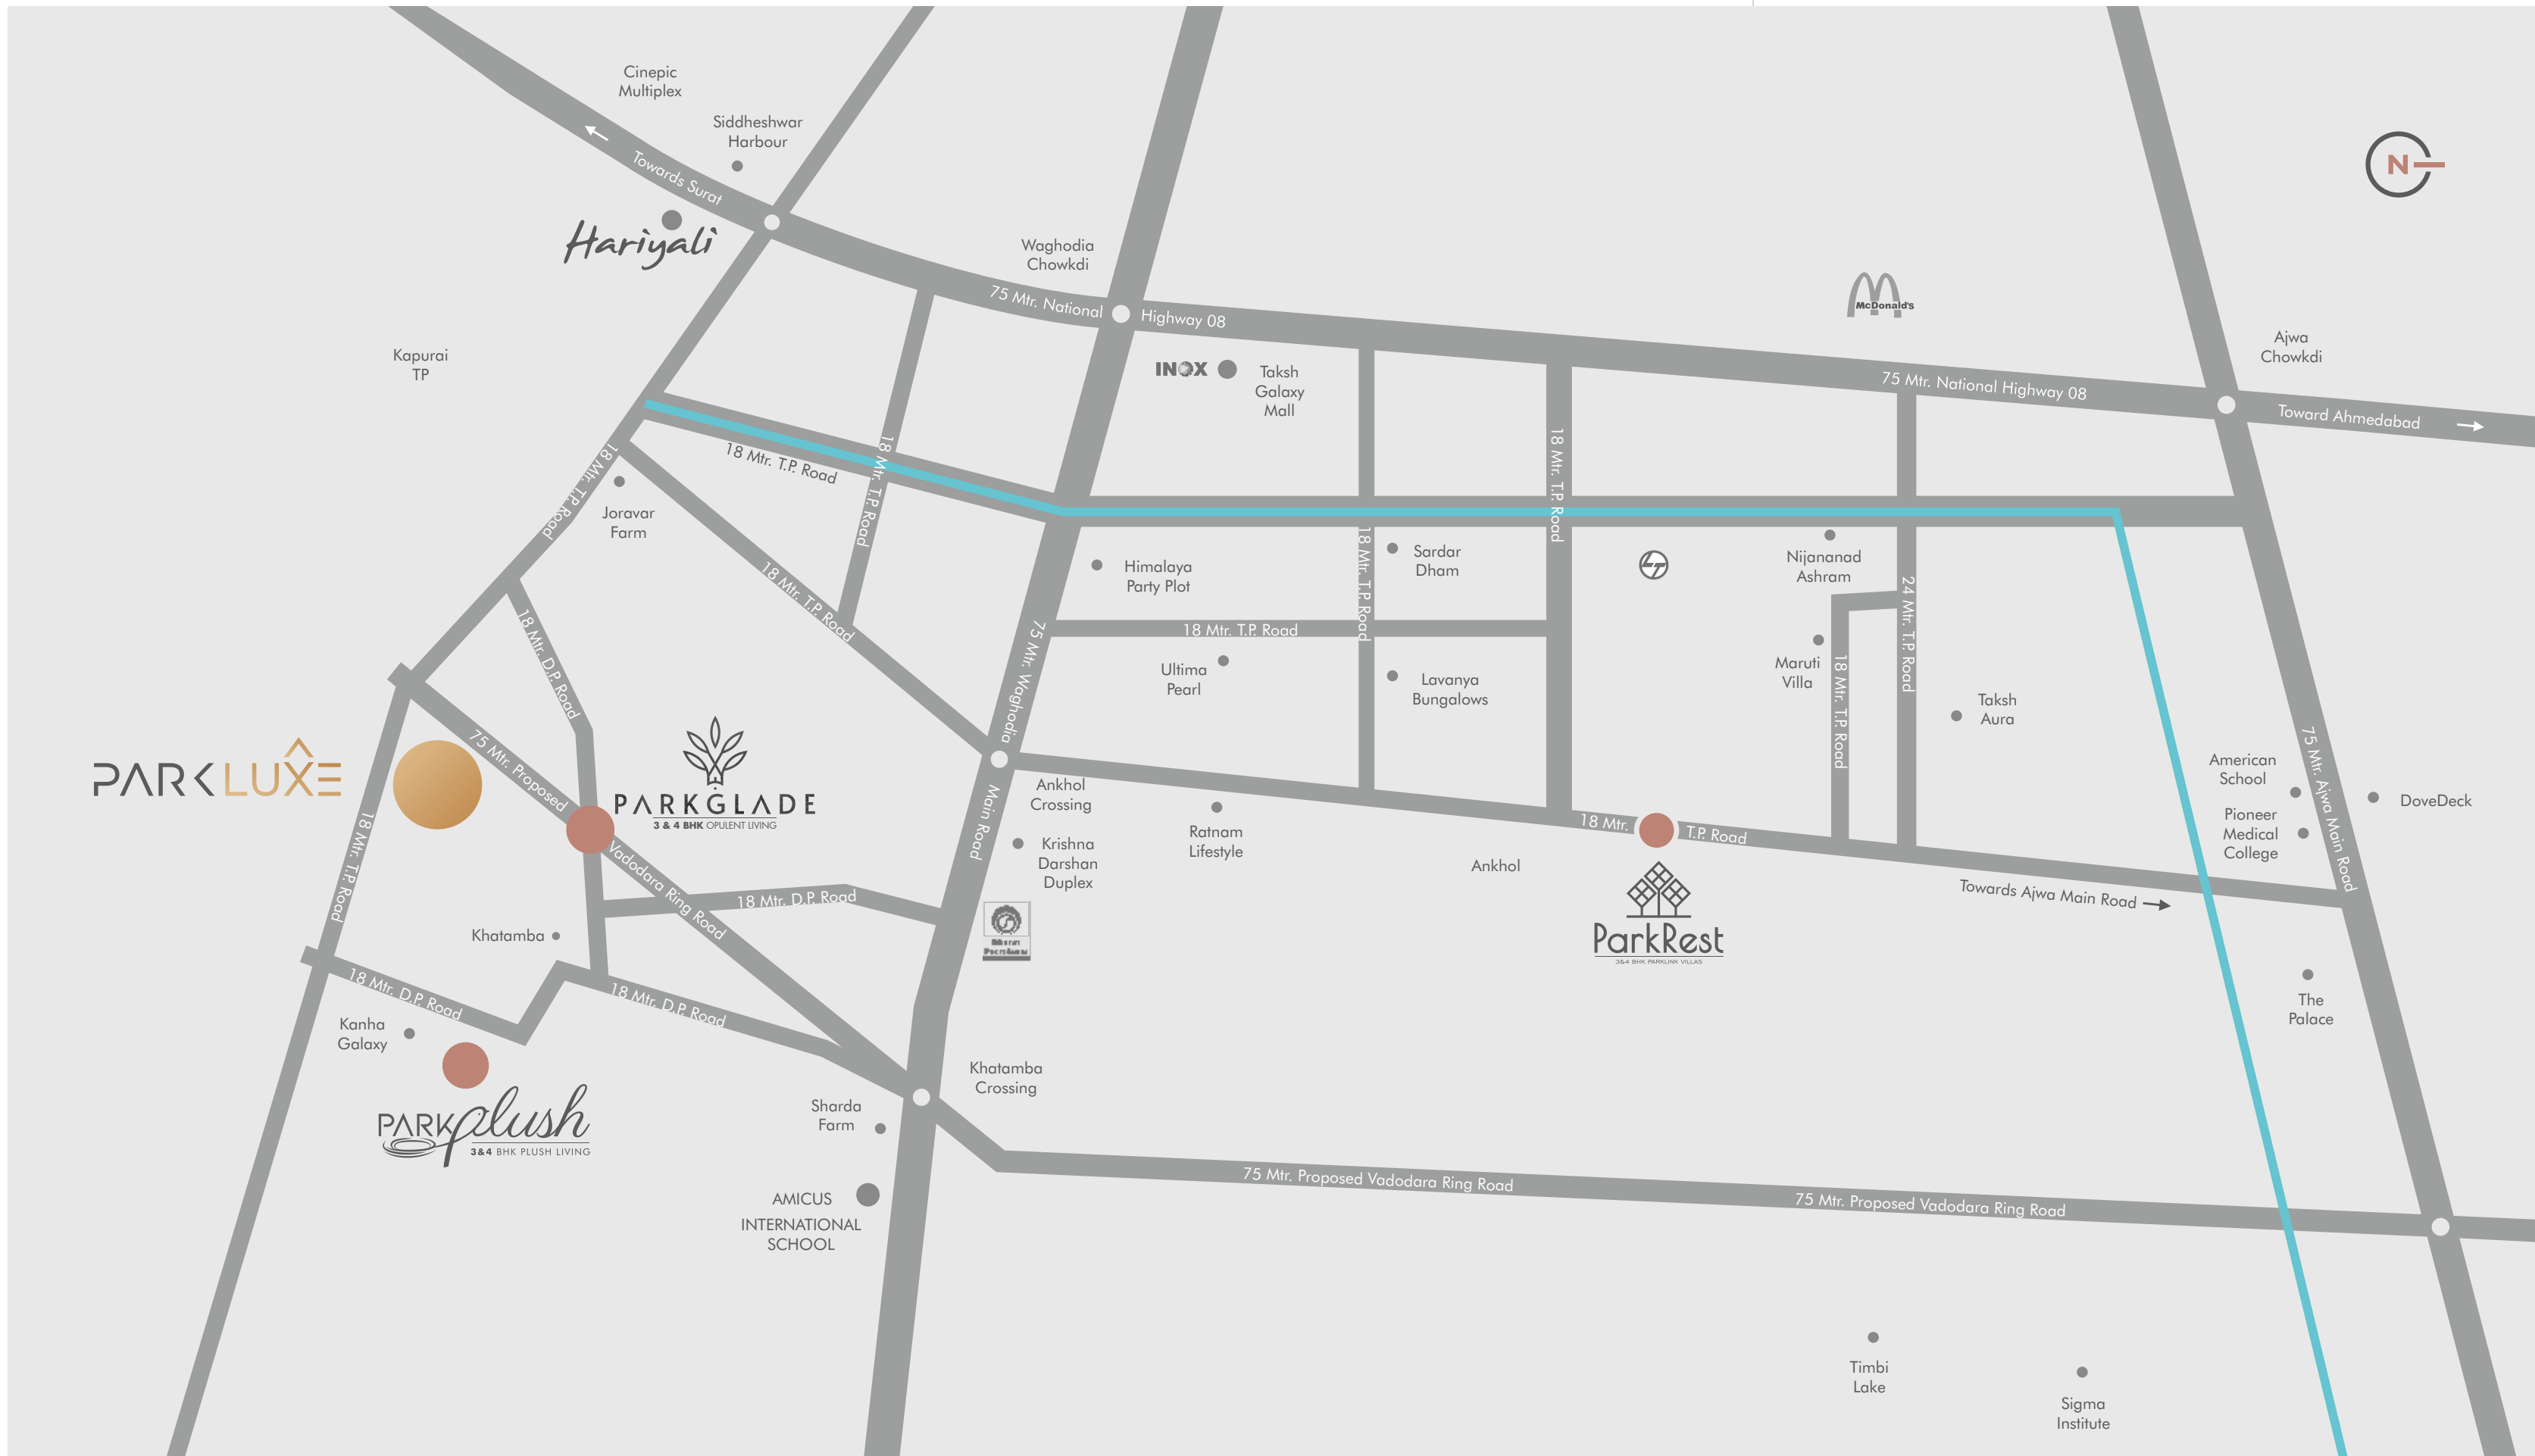 Cinepic
Multiplex
Siddheshwar
Harbour
Towards Surat
N
Hariyali
Waghodia
Chowkdi
75 Mtr. National
Highway 08
McDonald's
Ajwa
Chowkdi
Kapurai
TP
INOX
Taksh
Galaxy
Mall
75 Mtr. National Highway 08
Toward Ahmedabad
18 Mtr. T.P. Road
18 Mtr. T.P. Road
18 Mtr. T.P. Road
18 Mtr. T.P. Road
Joravar
Farm
18 Mtr. T.P. Road
Himalaya
Party Plot
18 Mtr. T.P. Road
Sardar
Dham
Nijananad
Ashram
24 Mtr. T.P. Road
18 Mtr. D.P. Road
75 Mtr. Waghodia
Main Road
18 Mtr. T.P. Road
Ultima
Pearl
Lavanya
Bungalows
Maruti
Villa
18 Mtr. T.P. Road
Taksh
Aura
75 Mtr. Ajwa Main Road
American
School
DoveDeck
Pioneer
Medical
College
PARKLUXE
75 Mtr. Proposed
Vadodara Ring Road
PARKGLADE
3 & 4 BHK OPULENT LIVING
18 Mtr. T.P. Road
Ankhol
Crossing
Krishna
Darshan
Duplex
Ratnam
Lifestyle
Ankhol
18 Mtr.
T.P. Road
ParkRest
3&4 BHK PARKLINK VILLAS
Towards Ajwa Main Road
18 Mtr. D.P. Road
Khatamba
18 Mtr. D.P. Road
18 Mtr. D.P. Road
Kanha
Galaxy
The
Palace
PARKplush
3&4 BHK PLUSH LIVING
Khatamba
Crossing
Sharda
Farm
AMICUS
INTERNATIONAL
SCHOOL
75 Mtr. Proposed Vadodara Ring Road
75 Mtr. Proposed Vadodara Ring Road
Timbi
Lake
Sigma
Institute